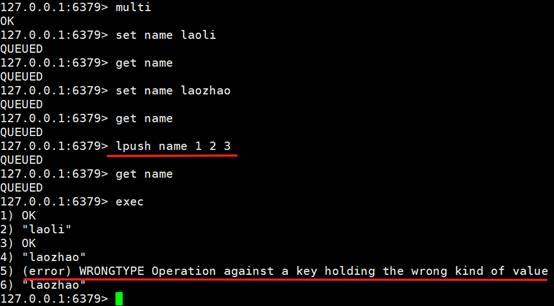 127.0.0.1:6379> multi
OK
127.0.0.1:6379> set name laoli
QUEUED
127.0.0.1:6379> get name
QUEUED
127.0.0.1:6379> set name laozhao
QUEUED
127.0.0.1:6379> get name
QUEUED
127.0.0.1:6379> lpush name 1 2 3
QUEUED
127.0.0.1:6379> get name
QUEUED
127.0.0.1:6379> exec
1) OK
2) "laoli"
3) OK
4) "laozhao"
5) (error) WRONGTYPE Operation against a key holding the wrong kind of value
6) "laozhao"
127.0.0.1:6379>